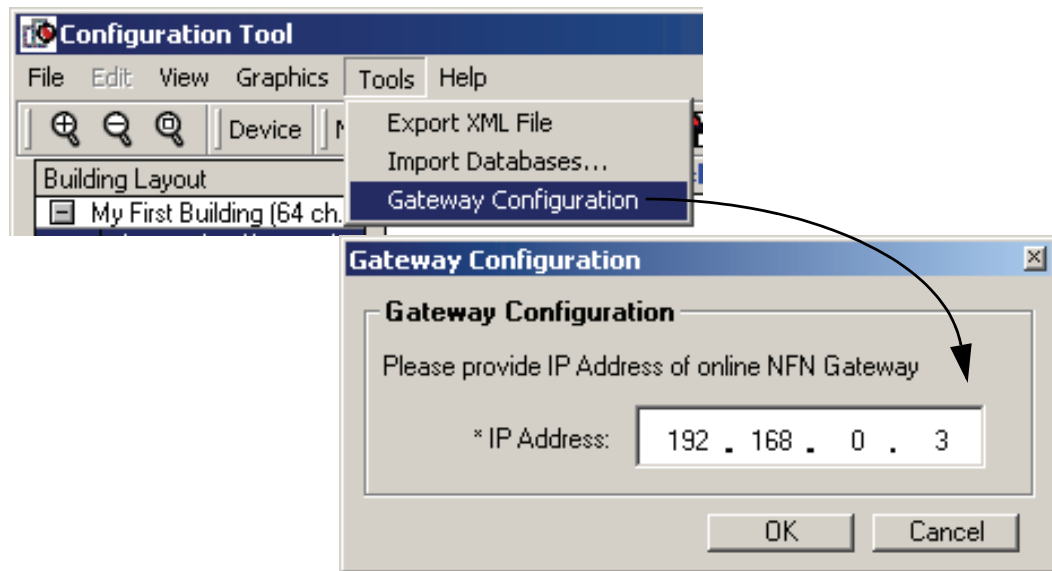 Configuration Tool
File Edit View Graphics Tools Help
Device
Export XML File
Import Databases...
Gateway Configuration
Building Layout
My First Building (64 ch.
Gateway Configuration
Gateway Configuration
Please provide IP Address of online NFN Gateway
* IP Address: 192 . 168 . 0 . 3
OK Cancel